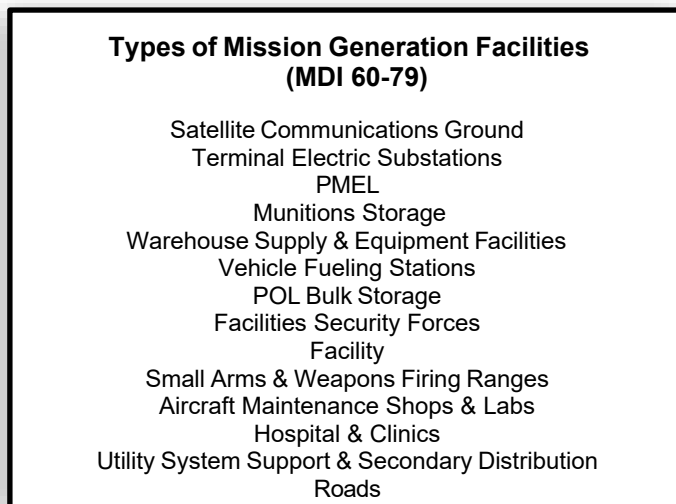 Types of Mission Generation Facilities
(MDI 60-79)
Satellite Communications Ground
Terminal Electric Substations
PMEL
Munitions Storage
Warehouse Supply & Equipment Facilities
Vehicle Fueling Stations
POL Bulk Storage
Facilities Security Forces
Facility
Small Arms & Weapons Firing Ranges
Aircraft Maintenance Shops & Labs
Hospital & Clinics
Utility System Support & Secondary Distribution
Roads